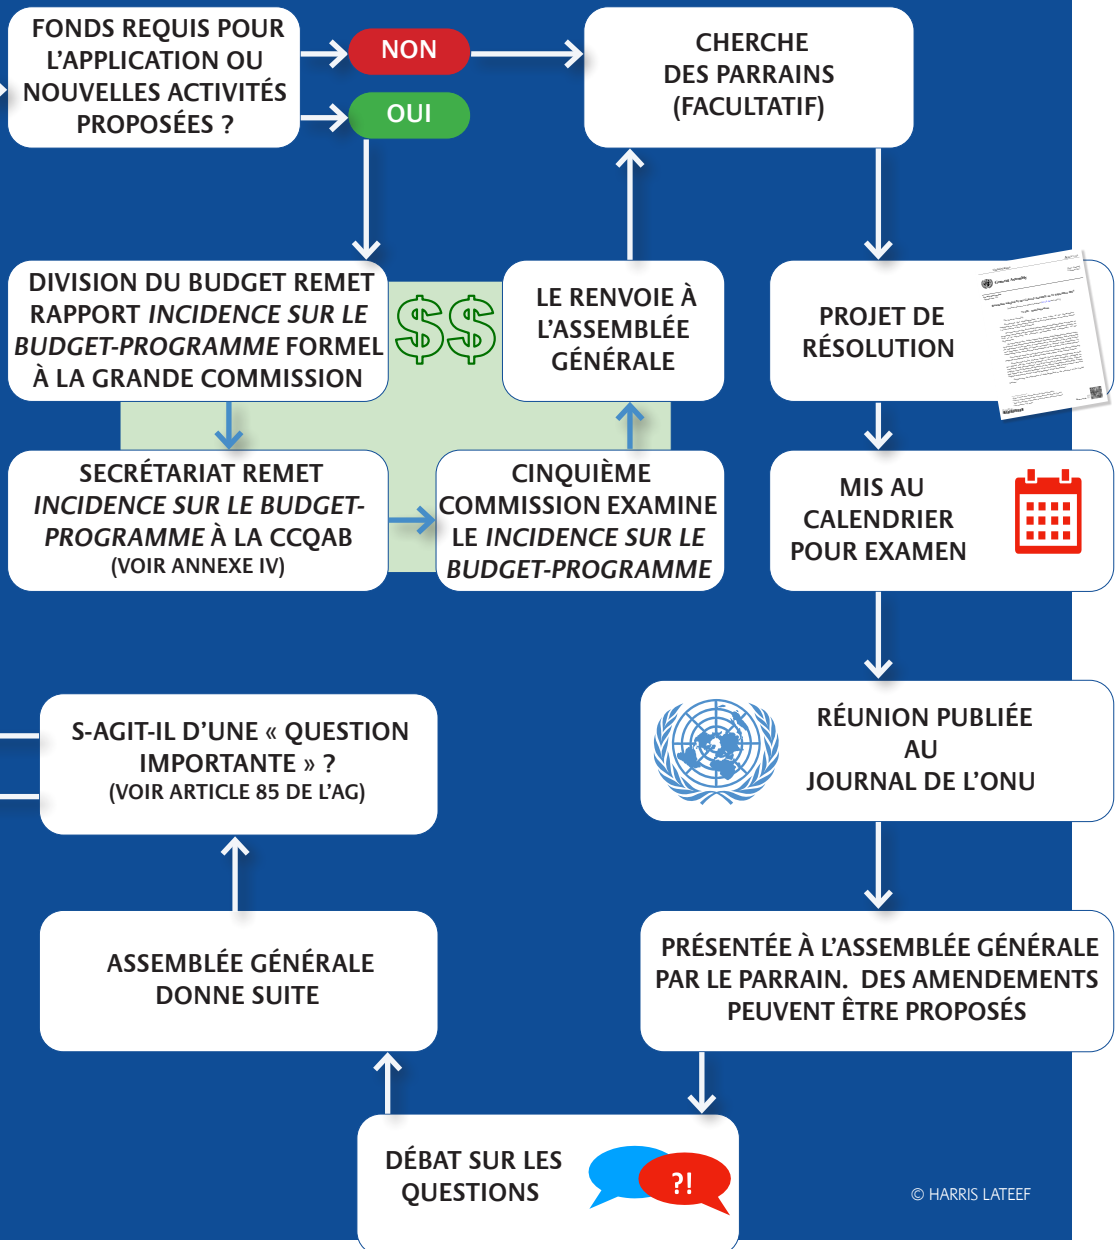 FONDS REQUIS POUR
L'APPLICATION OU
NOUVELLES ACTIVITÉS
PROPOSÉES ?
NON
OUI
CHERCHE
DES PARRAINS
(FACULTATIF)
DIVISION DU BUDGET REMET
RAPPORT INCIDENCE SUR LE
BUDGET-PROGRAMME FORMEL
À LA GRANDE COMMISSION
$$
LE RENVOIE À
L'ASSEMBLÉE
GÉNÉRALE
PROJET DE
RÉSOLUTION
SECRÉTARIAT REMET
INCIDENCE SUR LE BUDGET-
PROGRAMME À LA CCQAB
(VOIR ANNEXE IV)
CINQUIÈME
COMMISSION EXAMINE
LE INCIDENCE SUR LE
BUDGET-PROGRAMME
MIS AU
CALENDRIER
POUR EXAMEN
S-AGIT-IL D'UNE « QUESTION
IMPORTANTE » ?
(VOIR ARTICLE 85 DE L'AG)
RÉUNION PUBLIÉE
AU
JOURNAL DE L'ONU
ASSEMBLÉE GÉNÉRALE
DONNE SUITE
PRÉSENTÉE À L'ASSEMBLÉE GÉNÉRALE
PAR LE PARRAIN. DES AMENDEMENTS
PEUVENT ÊTRE PROPOSÉS
DÉBAT SUR LES
QUESTIONS
?!
© HARRIS LATEEF